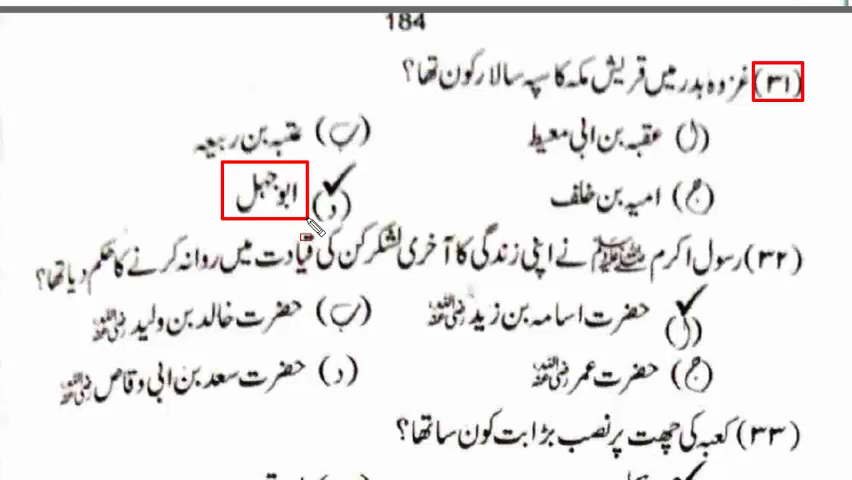 184
(۳۱) غزوہ بدر میں قریش مکہ کا سپہ سالار کون تھا؟
(ا) عقبہ بن ابی معیط (ب) عتبہ بن ربیعہ
(ج) امیہ بن خلف (د) ابو جہل
(۳۲) رسول اکرم ﷺ نے اپنی زندگی کا آخری لشکر کن کی قیادت میں روانہ کرنے کا حکم دیا تھا؟
(ا) حضرت اسامہ بن زید رضی اللہ عنہ (ب) حضرت خالد بن ولید رضی اللہ عنہ
(ج) حضرت عمر رضی اللہ عنہ (د) حضرت سعد بن ابی وقاص رضی اللہ عنہ
(۳۳) کعبہ کی چھت پر نصب بڑا بت کون سا تھا؟